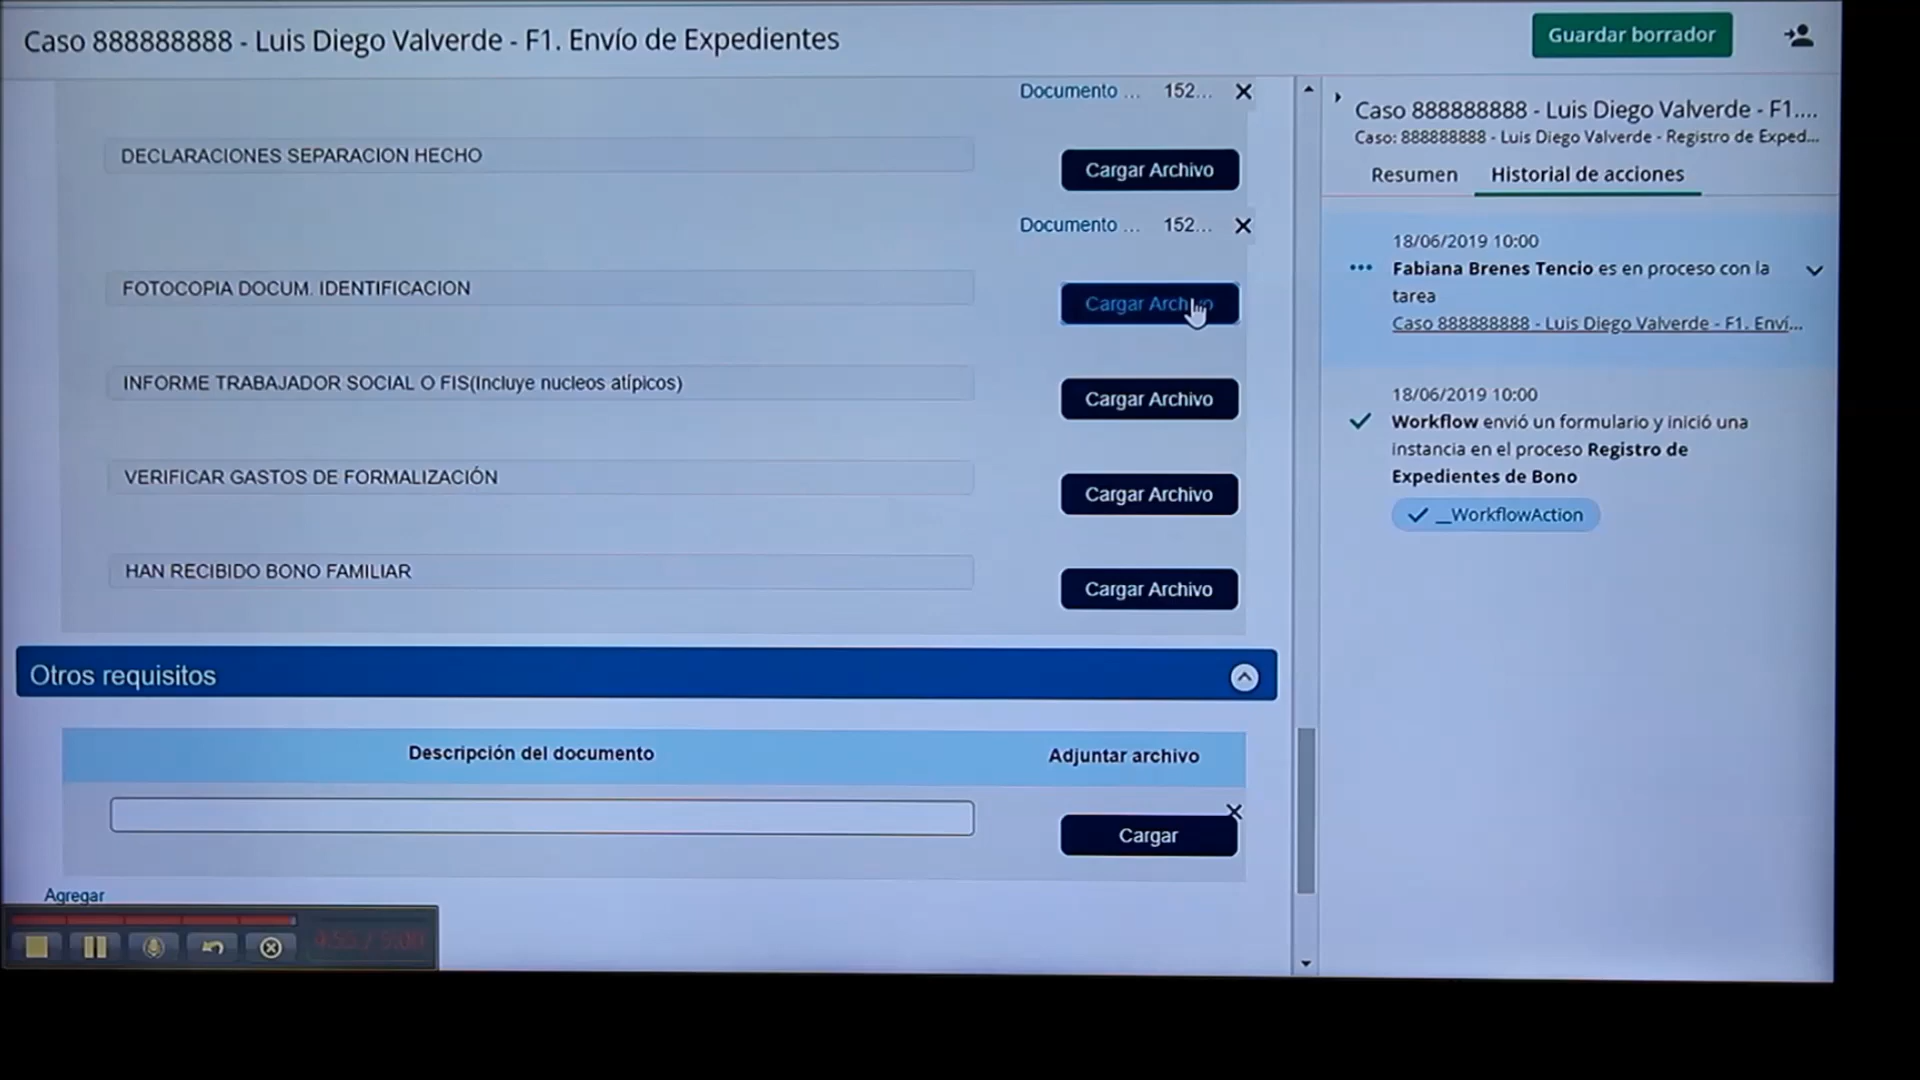 Caso 888888888 - Luis Diego Valverde - F1. Envío de Expedientes
Guardar borrador
Documento ... 152...
DECLARACIONES SEPARACION HECHO
Cargar Archivo
Documento ... 152...
FOTOCOPIA DOCUM. IDENTIFICACION
Cargar Archivo
INFORME TRABAJADOR SOCIAL O FIS(Incluye nucleos atípicos)
Cargar Archivo
VERIFICAR GASTOS DE FORMALIZACIÓN
Cargar Archivo
HAN RECIBIDO BONO FAMILIAR
Cargar Archivo
Otros requisitos
Descripción del documento
Adjuntar archivo
Cargar
Agregar
Caso 888888888 - Luis Diego Valverde - F1....
Caso: 888888888 - Luis Diego Valverde - Registro de Exped...
Resumen
Historial de acciones
18/06/2019 10:00
Fabiana Brenes Tencio es en proceso con la
tarea
Caso 888888888 - Luis Diego Valverde - F1. Enví...
18/06/2019 10:00
Workflow envió un formulario y inició una
instancia en el proceso Registro de
Expedientes de Bono
__WorkflowAction